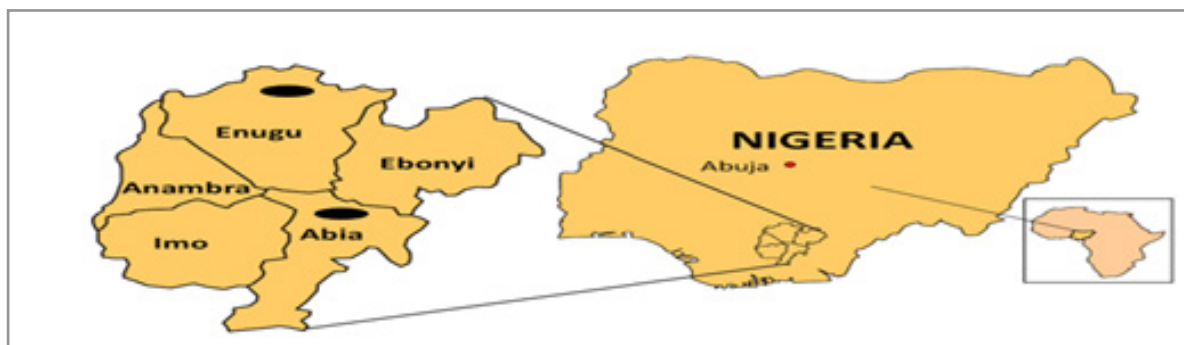 Enugu
Ebonyi
Anambra
Imo
Abia
NIGERIA
Abuja